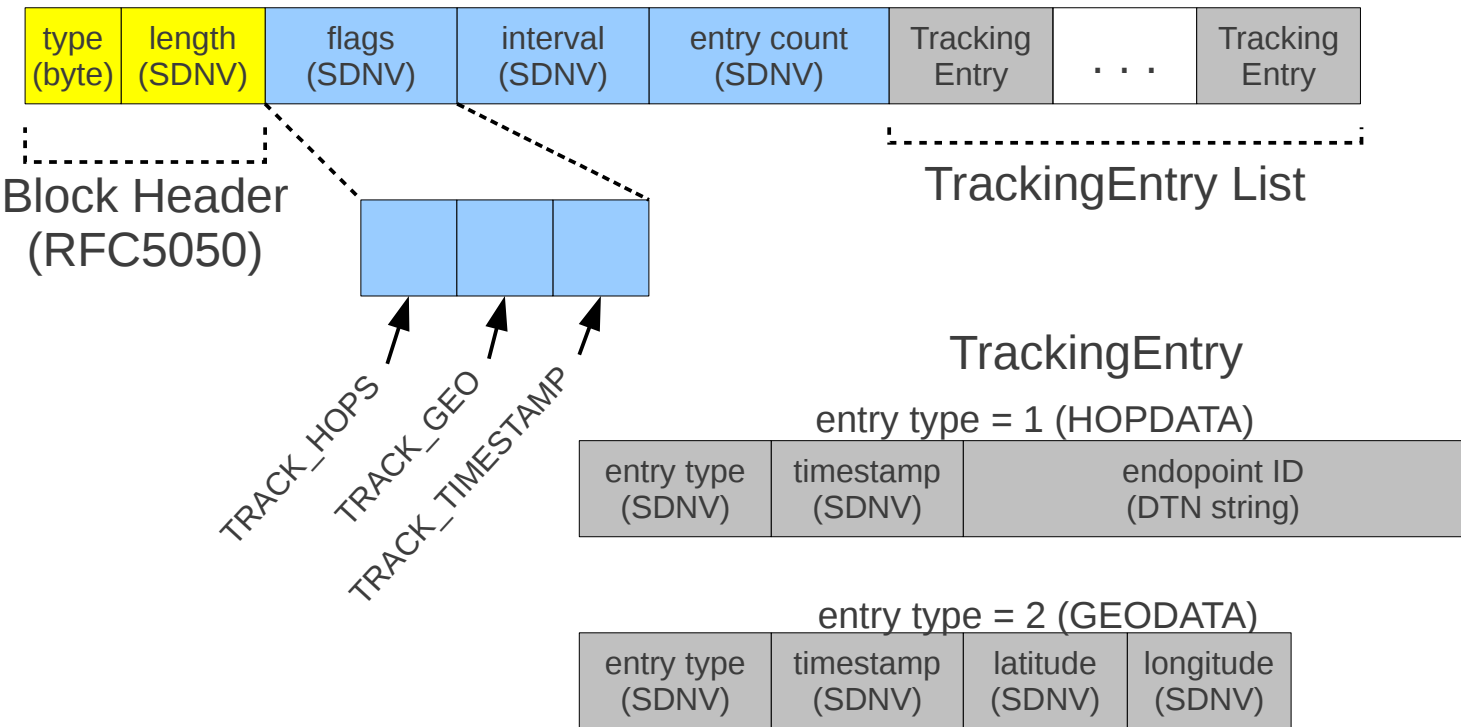 type
(byte)
length
(SDNV)
flags
(SDNV)
interval
(SDNV)
entry count
(SDNV)
Tracking
Entry
. . .
Tracking
Entry
Block Header
(RFC5050)
TrackingEntry List
TRACK_HOPS
TRACK_GEO
TRACK_TIMESTAMP
TrackingEntry
entry type = 1 (HOPDATA)
entry type
(SDNV)
timestamp
(SDNV)
endopoint ID
(DTN string)
entry type = 2 (GEODATA)
entry type
(SDNV)
timestamp
(SDNV)
latitude
(SDNV)
longitude
(SDNV)